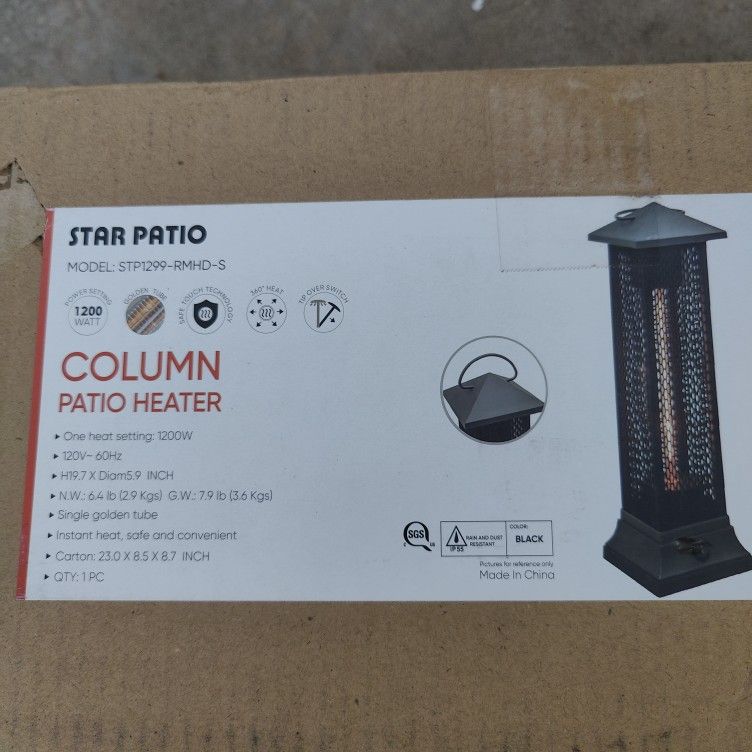 STAR PATIO
MODEL: STP1299-RMHD-S
POWER SETTING
1200
WATT
GOLDEN TUBE
SAFE TOUCH TECHNOLOGY
360° HEAT
TIP OVER SWITCH
COLUMN
PATIO HEATER
▸ One heat setting: 1200W
▸ 120V~ 60Hz
▸ H19.7 X Diam5.9 INCH
▸ N.W.: 6.4 lb (2.9 Kgs) G.W.: 7.9 lb (3.6 Kgs)
▸ Single golden tube
▸ Instant heat, safe and convenient
▸ Carton: 23.0 X 8.5 X 8.7 INCH
▸ QTY: 1 PC
SGS
C US
IP 55
RAIN AND DUST
RESISTANT
COLOR:
BLACK
Pictures for reference only
Made In China